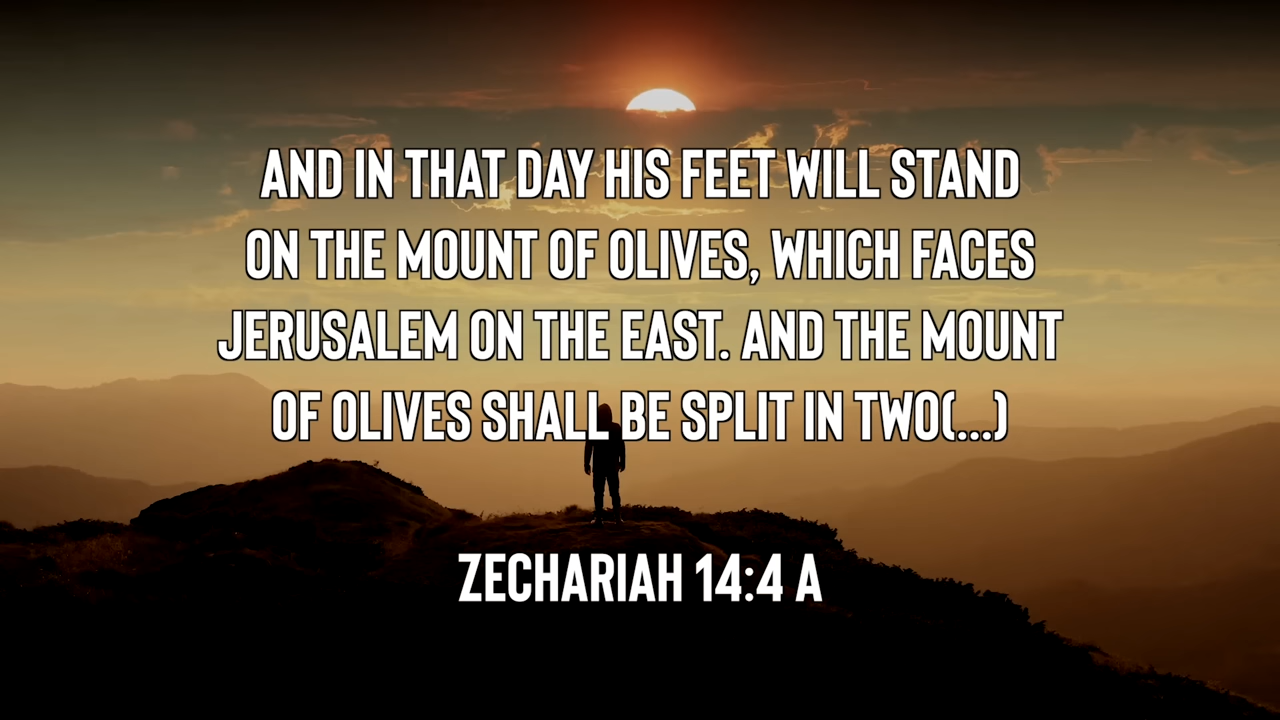 AND IN THAT DAY HIS FEET WILL STAND
ON THE MOUNT OF OLIVES, WHICH FACES
JERUSALEM ON THE EAST. AND THE MOUNT
OF OLIVES SHALL BE SPLIT IN TWO(...)
ZECHARIAH 14:4 A